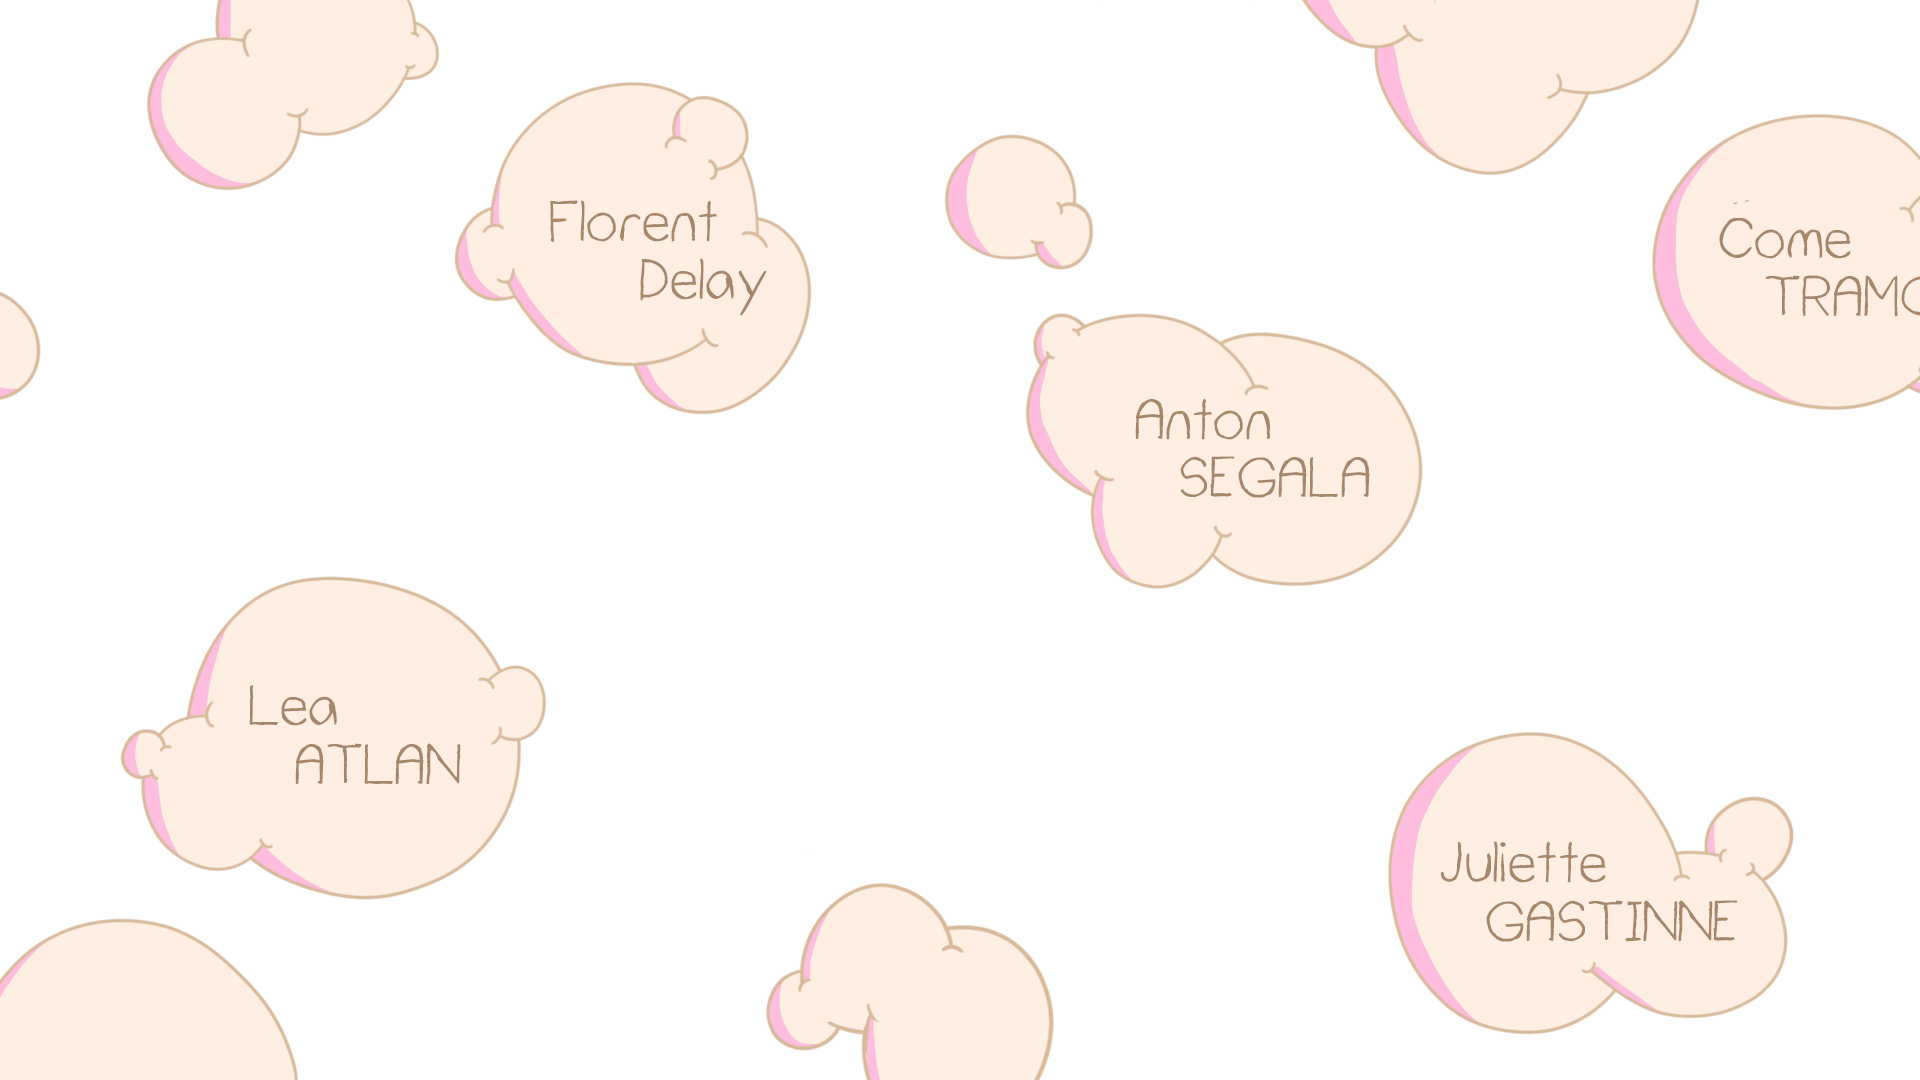 Florent
Delay
Come
Anton
SEGALA
Lea
ATLAN
Juliette
GASTINNE